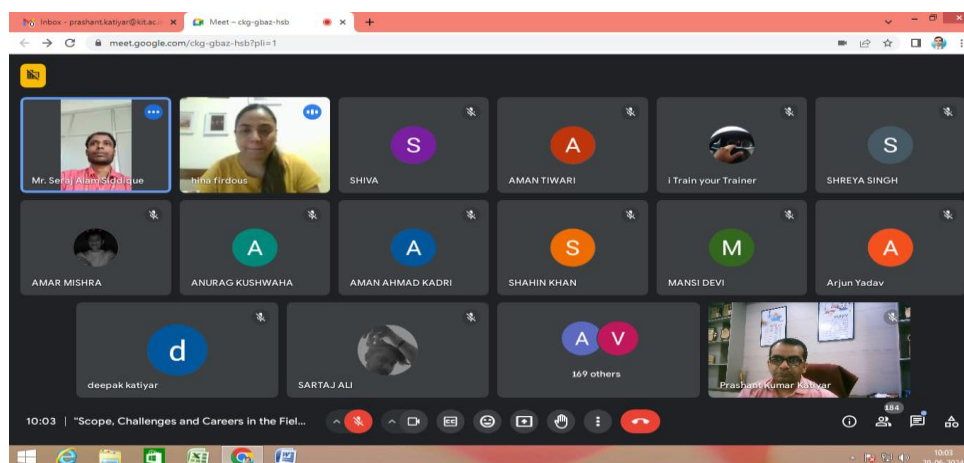 Inbox - prashant.katiyar@kit.ac.i
Meet – ckg-gbaz-hsb
meet.google.com/ckg-gbaz-hsb?pli=1
Mr. Seraj Alam Siddique
hina firdous
S
SHIVA
A
AMAN TIWARI
i Train your Trainer
S
SHREYA SINGH
AMAR MISHRA
A
ANURAG KUSHWAHA
A
AMAN AHMAD KADRI
S
SHAHIN KHAN
M
MANSI DEVI
A
Arjun Yadav
d
deepak katiyar
SARTAJ ALI
A V
169 others
Prashant Kumar Katiyar
10:03 | "Scope, Challenges and Careers in the Fiel...
CC
184
10:03